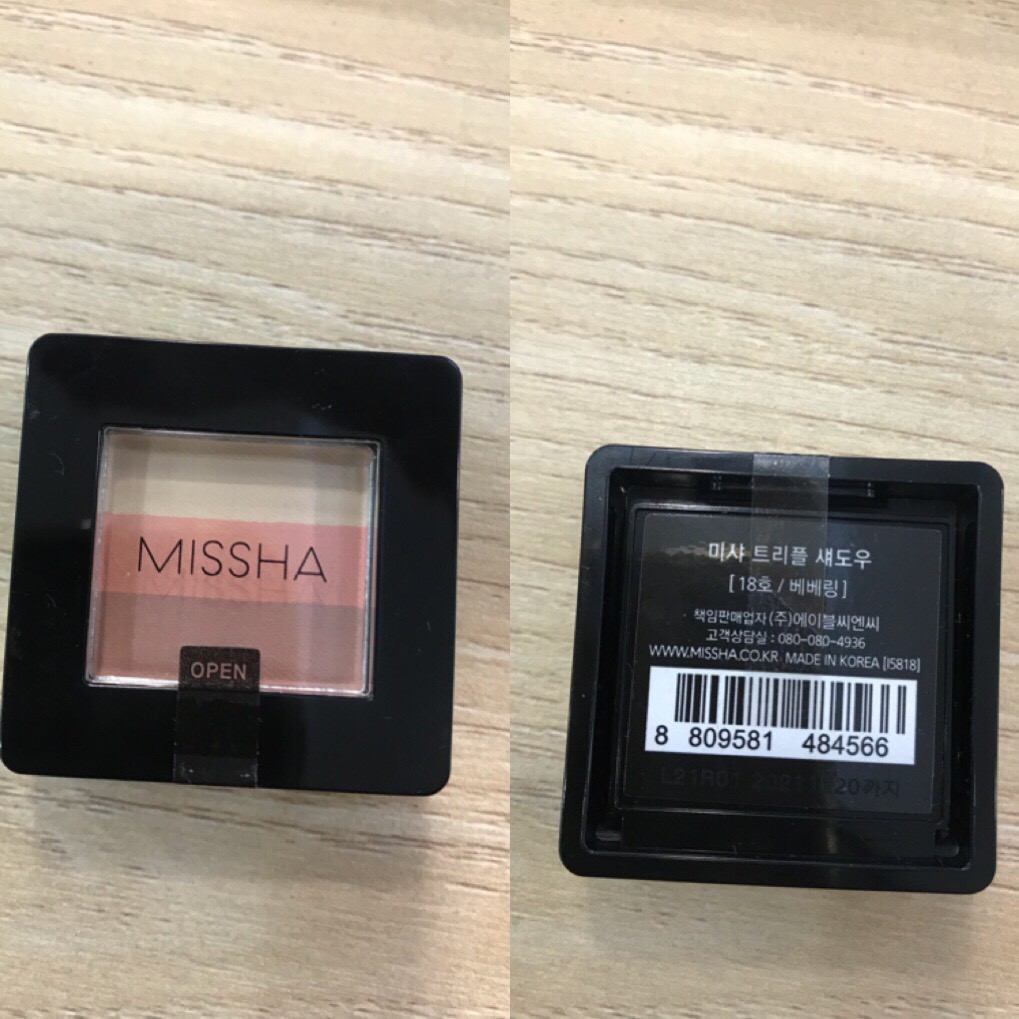 MISSHA
OPEN
미샤 트리플 섀도우
[ 18호 / 베베링 ]
책임판매업자 (주)에이블씨엔씨
고객상담실 : 080-080-4936
WWW.MISSHA.CO.KR MADE IN KOREA [I5818]
8 809581 484566
L21R01